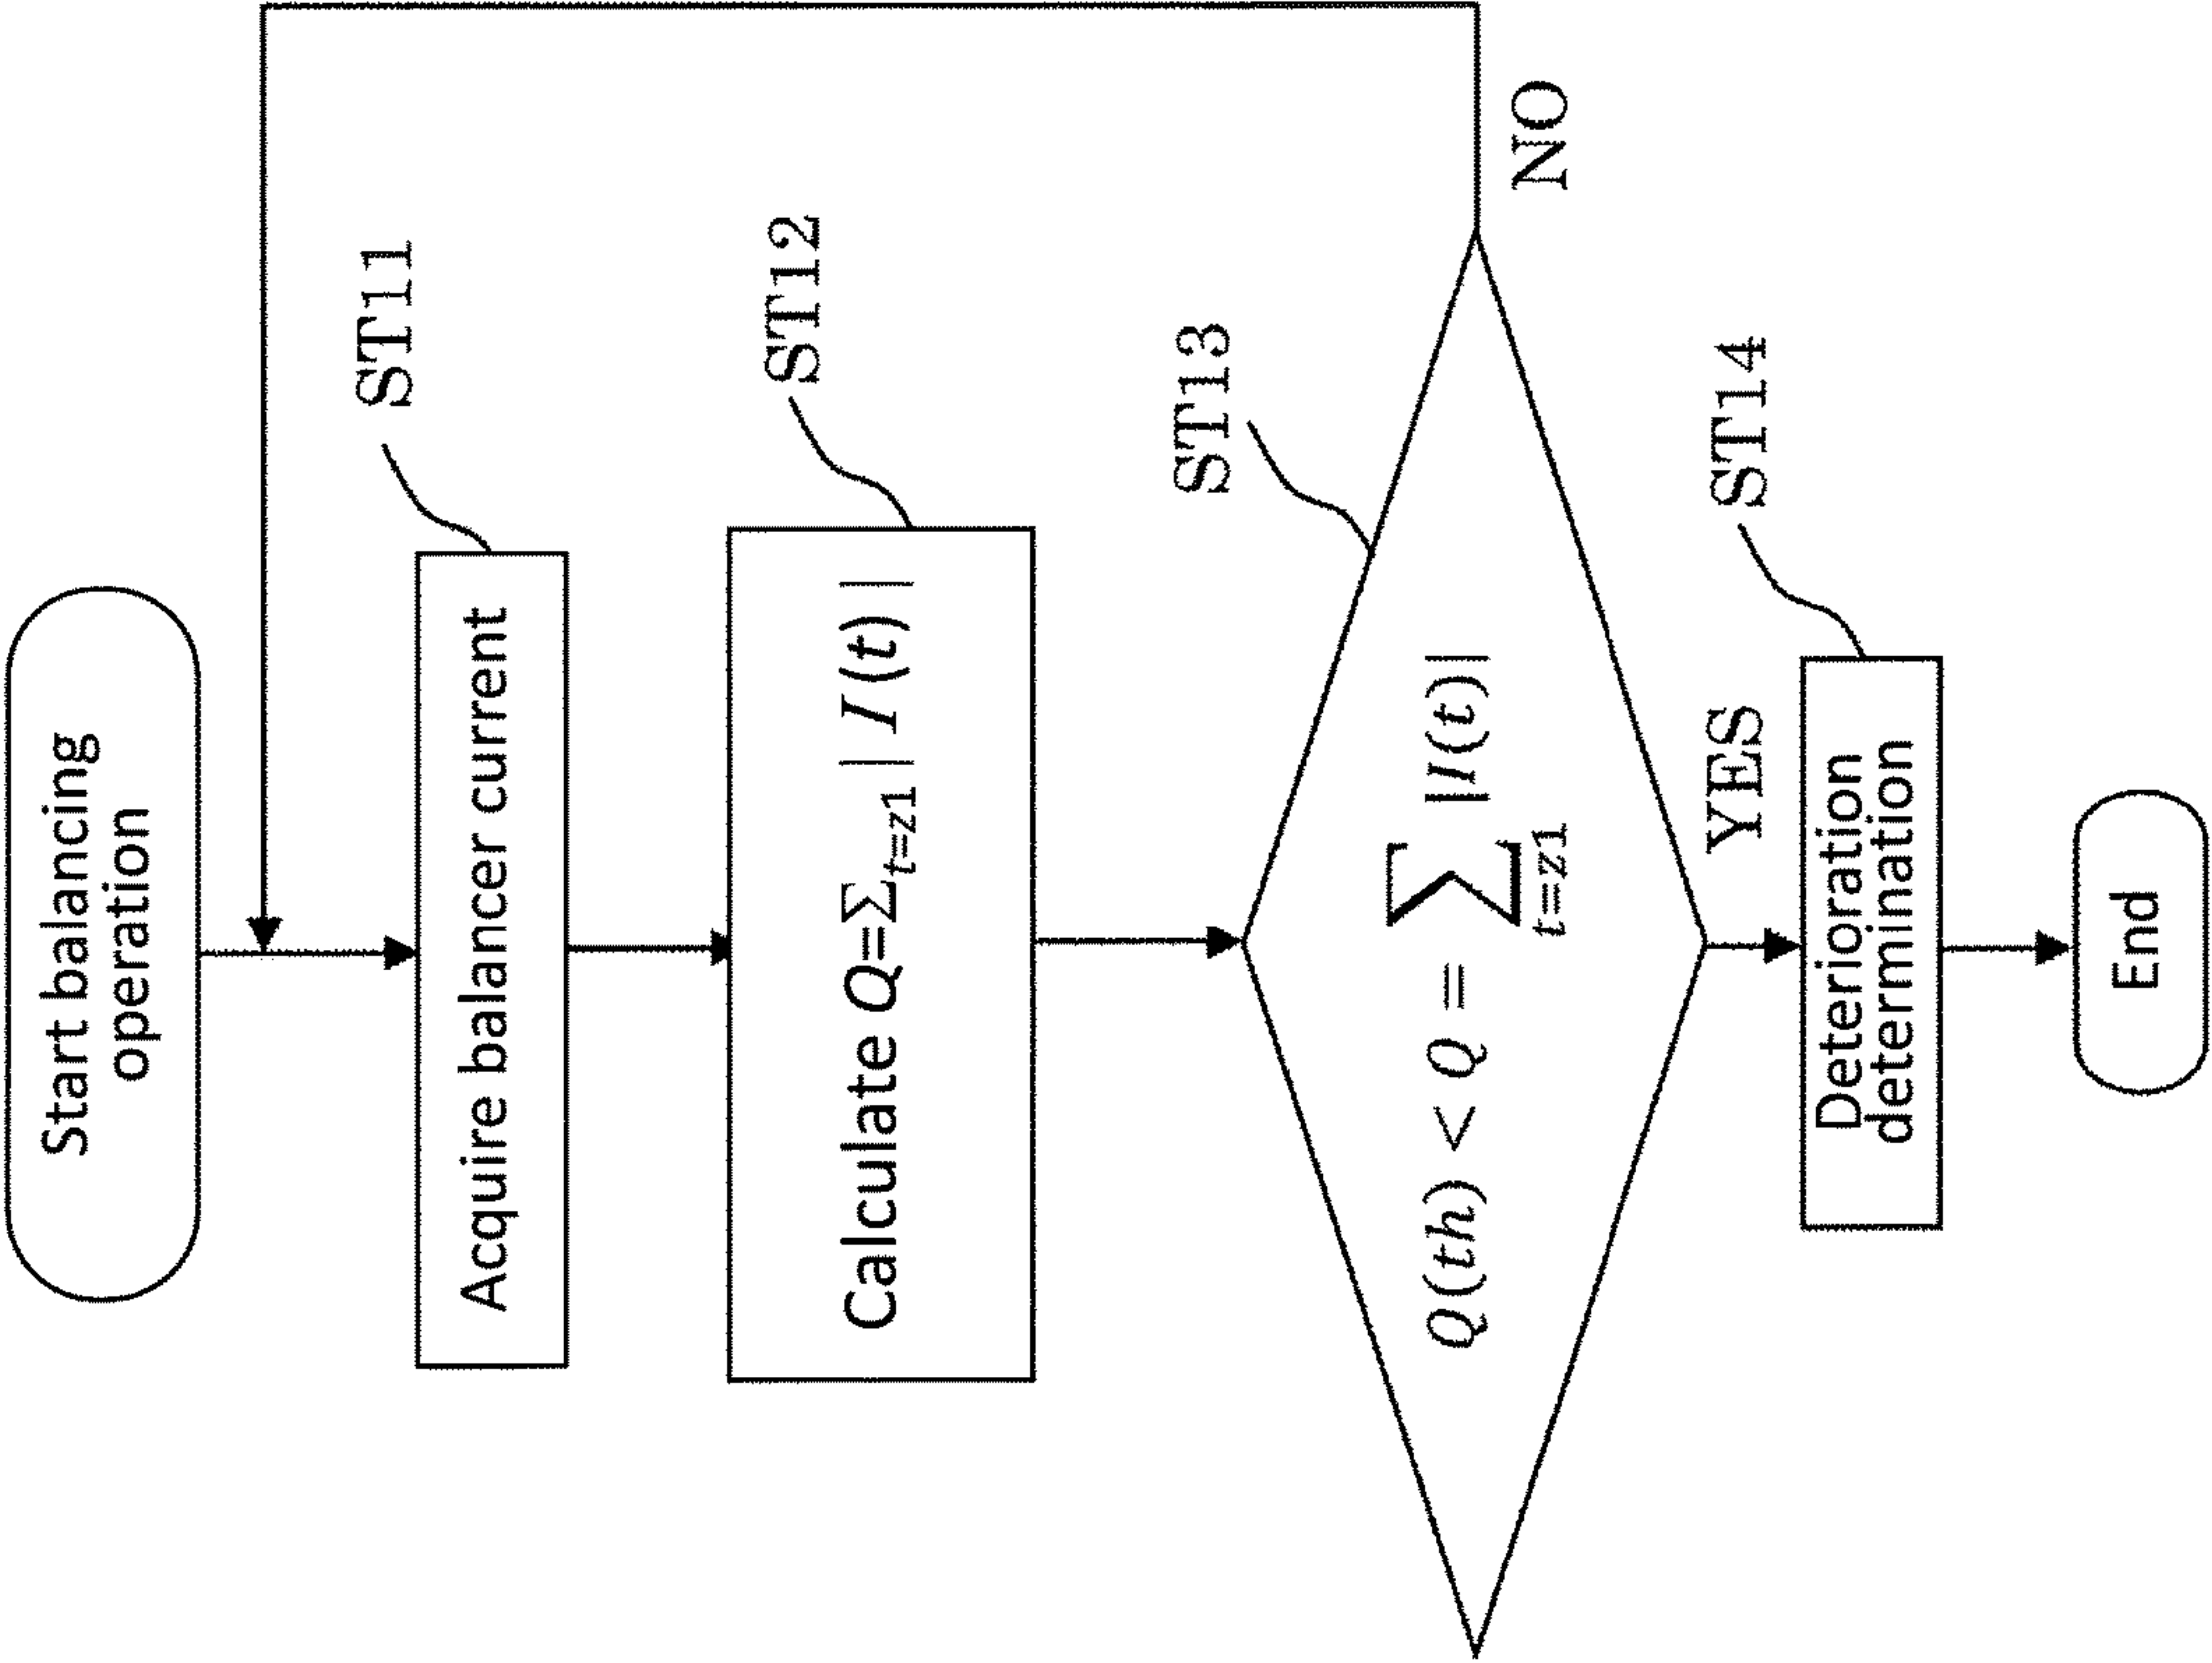 Start balancing
operation
ST11
Acquire balancer current
ST12
Calculate Q=∑t=z1 | I (t) |
ST13
Q(th) < Q = ∑ |I(t)|
t=z1
NO
YES
ST14
Deterioration
determination
End